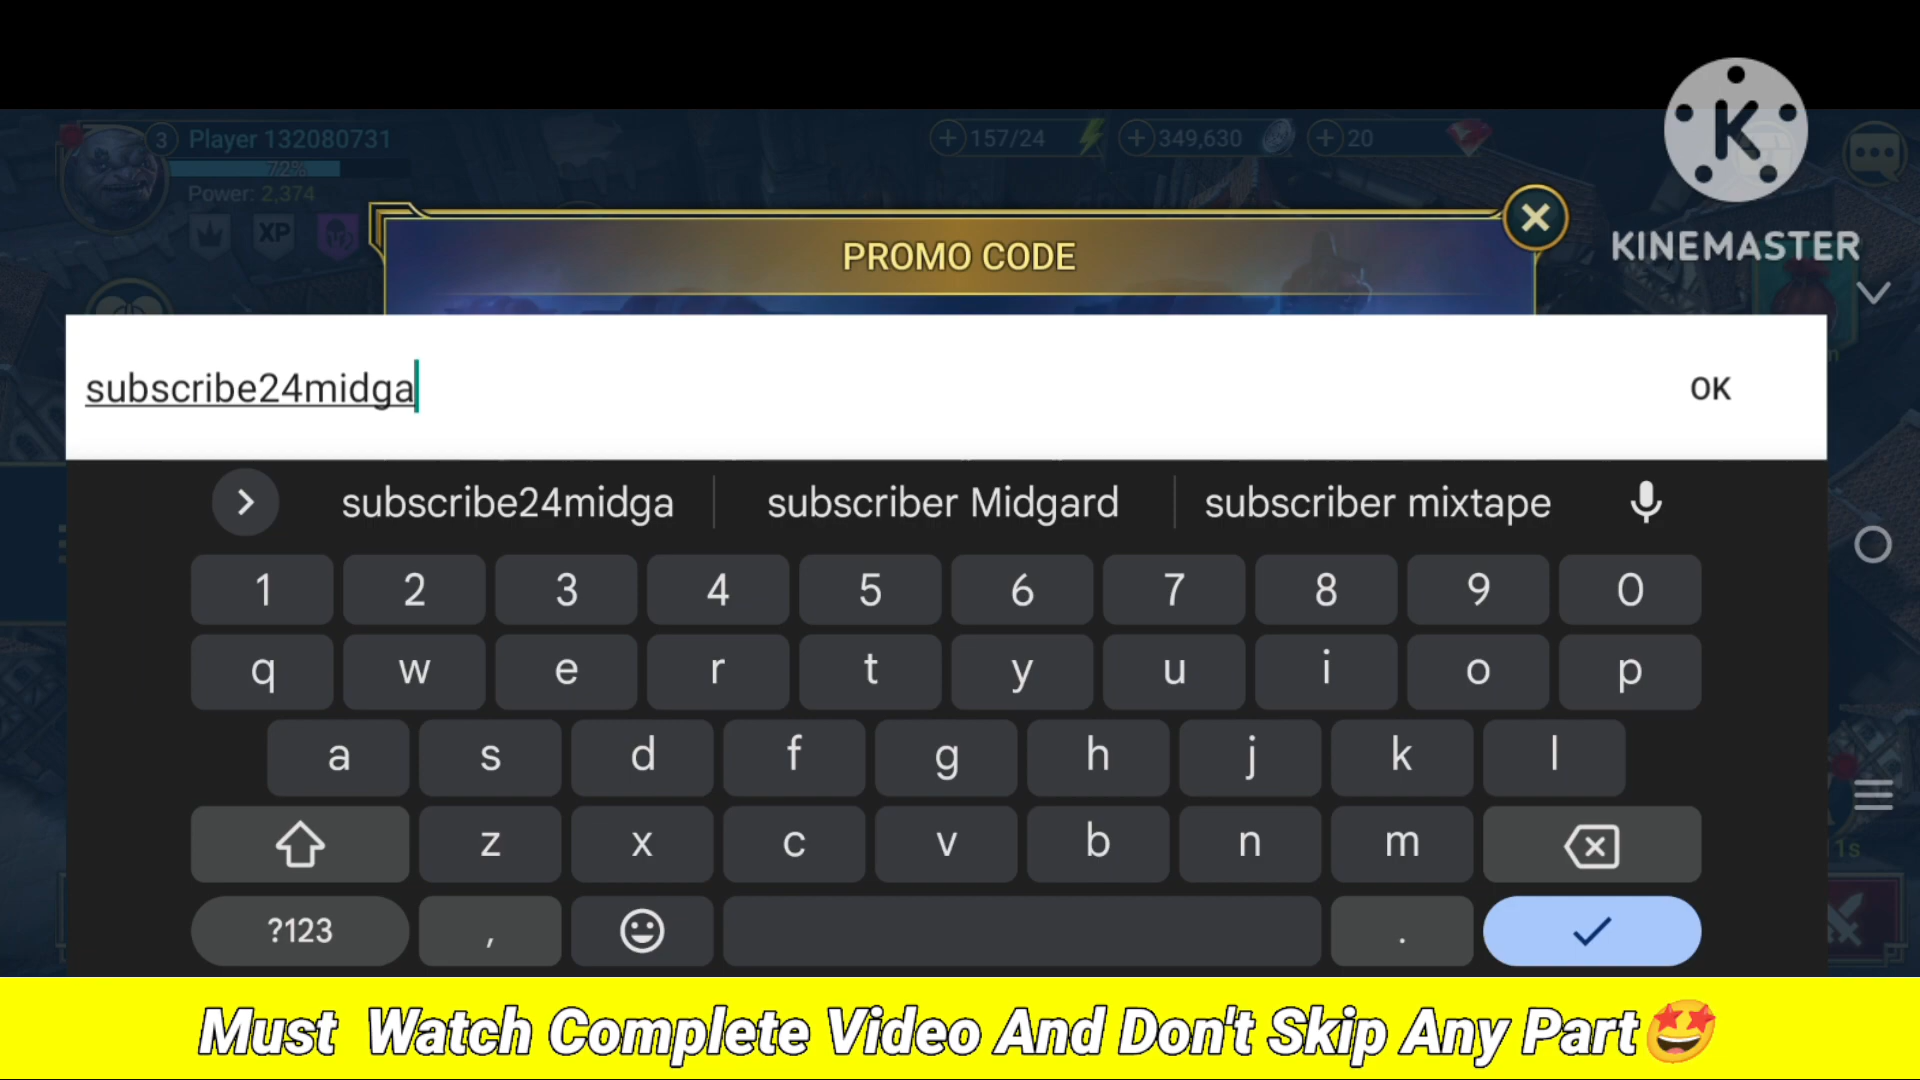 3 Player 132080731
72%
Power: 2,374
XP
157/24
349,630
20
K
KINEMASTER
PROMO CODE
subscribe24midga
OK
subscribe24midga
subscriber Midgard
subscriber mixtape
1 2 3 4 5 6 7 8 9 0
q w e r t y u i o p
a s d f g h j k l
z x c v b n m
1s
?123 , .
Must Watch Complete Video And Don't Skip Any Part🤩